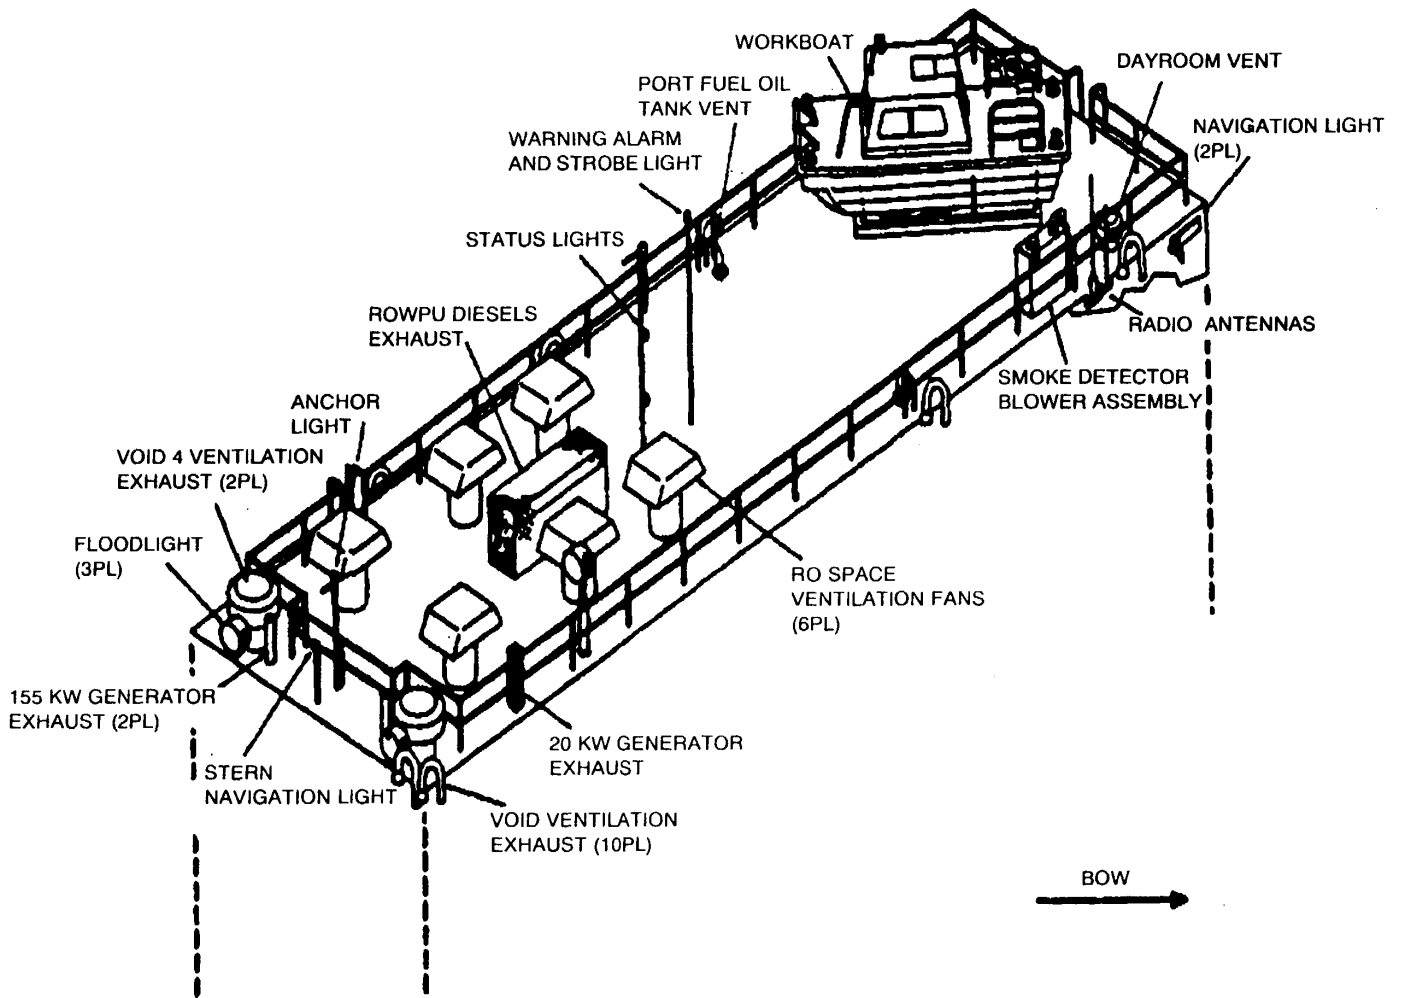 WORKBOAT
DAYROOM VENT
PORT FUEL OIL
TANK VENT
NAVIGATION LIGHT
(2PL)
WARNING ALARM
AND STROBE LIGHT
STATUS LIGHTS
ROWPU DIESELS
EXHAUST
RADIO ANTENNAS
SMOKE DETECTOR
BLOWER ASSEMBLY
ANCHOR
LIGHT
VOID 4 VENTILATION
EXHAUST (2PL)
FLOODLIGHT
(3PL)
RO SPACE
VENTILATION FANS
(6PL)
155 KW GENERATOR
EXHAUST (2PL)
20 KW GENERATOR
EXHAUST
STERN
NAVIGATION LIGHT
VOID VENTILATION
EXHAUST (10PL)
BOW